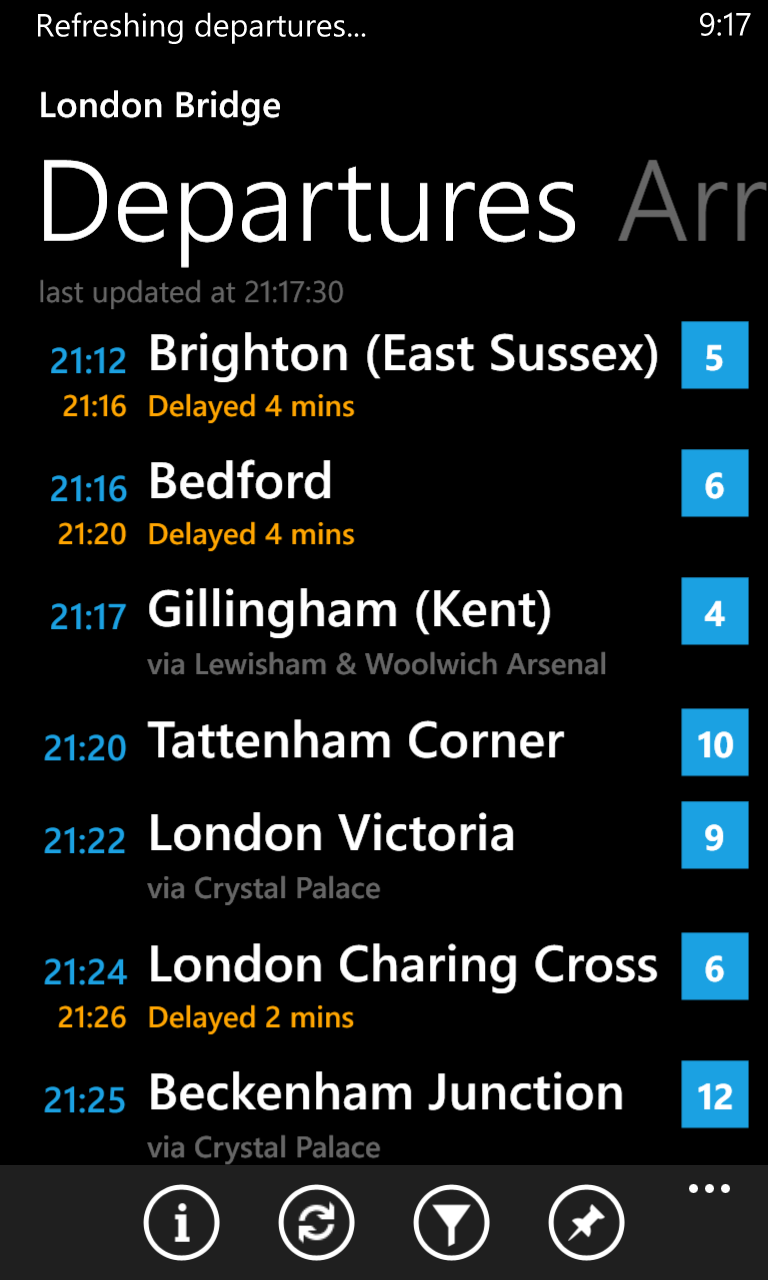 Refreshing departures... 9:17
London Bridge
Departures Arr
last updated at 21:17:30
21:12 Brighton (East Sussex) 5
21:16 Delayed 4 mins
21:16 Bedford 6
21:20 Delayed 4 mins
21:17 Gillingham (Kent) 4
via Lewisham & Woolwich Arsenal
21:20 Tattenham Corner 10
21:22 London Victoria 9
via Crystal Palace
21:24 London Charing Cross 6
21:26 Delayed 2 mins
21:25 Beckenham Junction 12
via Crystal Palace